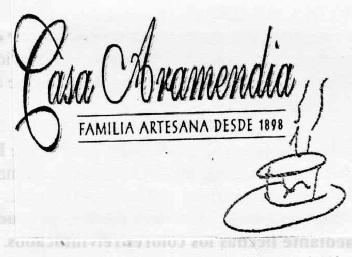 Casa Aramendia
FAMILIA ARTESANA DESDE 1898